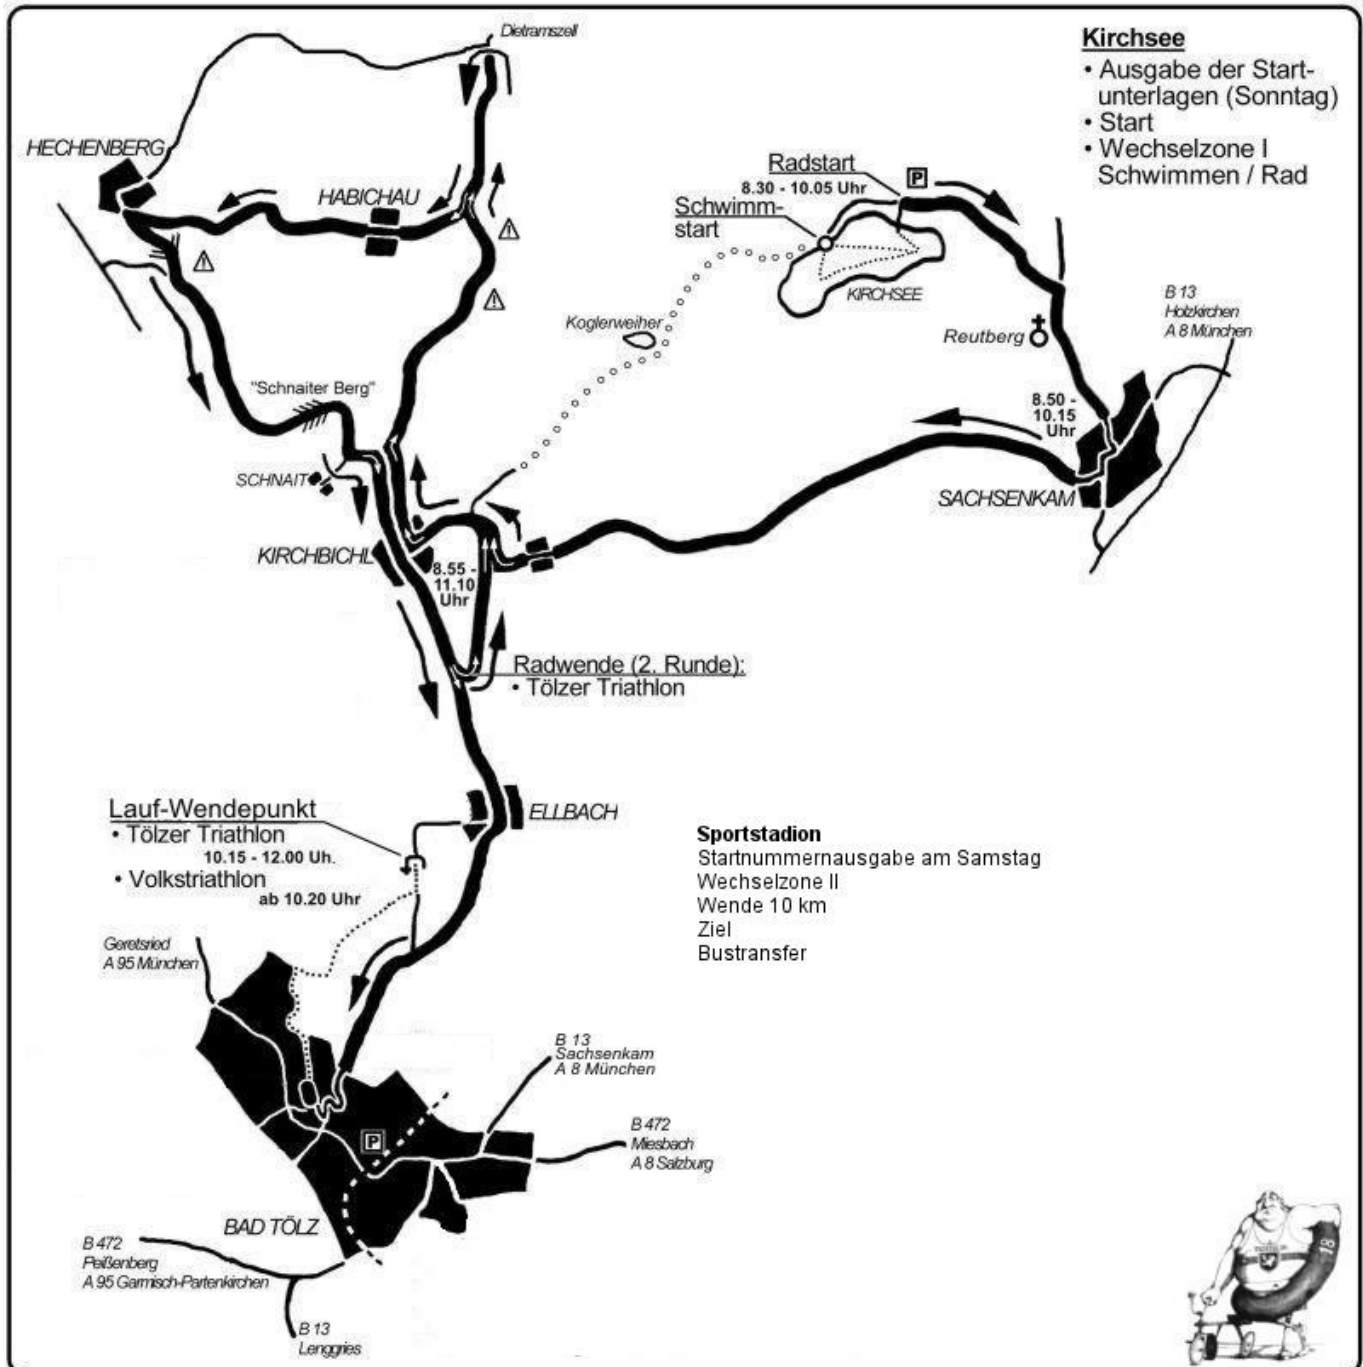 Dietramszell
Kirchsee
• Ausgabe der Start-
unterlagen (Sonntag)
• Start
• Wechselzone I
Schwimmen / Rad
HECHENBERG
HABICHAU
Radstart
8.30 - 10.05 Uhr
P
Schwimm-
start
KIRCHSEE
B 13
Holzkirchen
A 8 München
Koglerweiher
Reutberg
"Schnaiter Berg"
8.50 -
10.15
Uhr
SCHNAIT
SACHSENKAM
KIRCHBICHL
8.55 -
11.10
Uhr
Radwende (2. Runde):
• Tölzer Triathlon
Lauf-Wendepunkt
• Tölzer Triathlon
10.15 - 12.00 Uh.
• Volkstriathlon
ab 10.20 Uhr
ELLBACH
Sportstadion
Startnummernausgabe am Samstag
Wechselzone II
Wende 10 km
Ziel
Bustransfer
Geretsried
A 95 München
B 13
Sachsenkam
A 8 München
B 472
Miesbach
A 8 Salzburg
P
BAD TÖLZ
B 472
Peißenberg
A 95 Garmisch-Partenkirchen
B 13
Lenggries
18